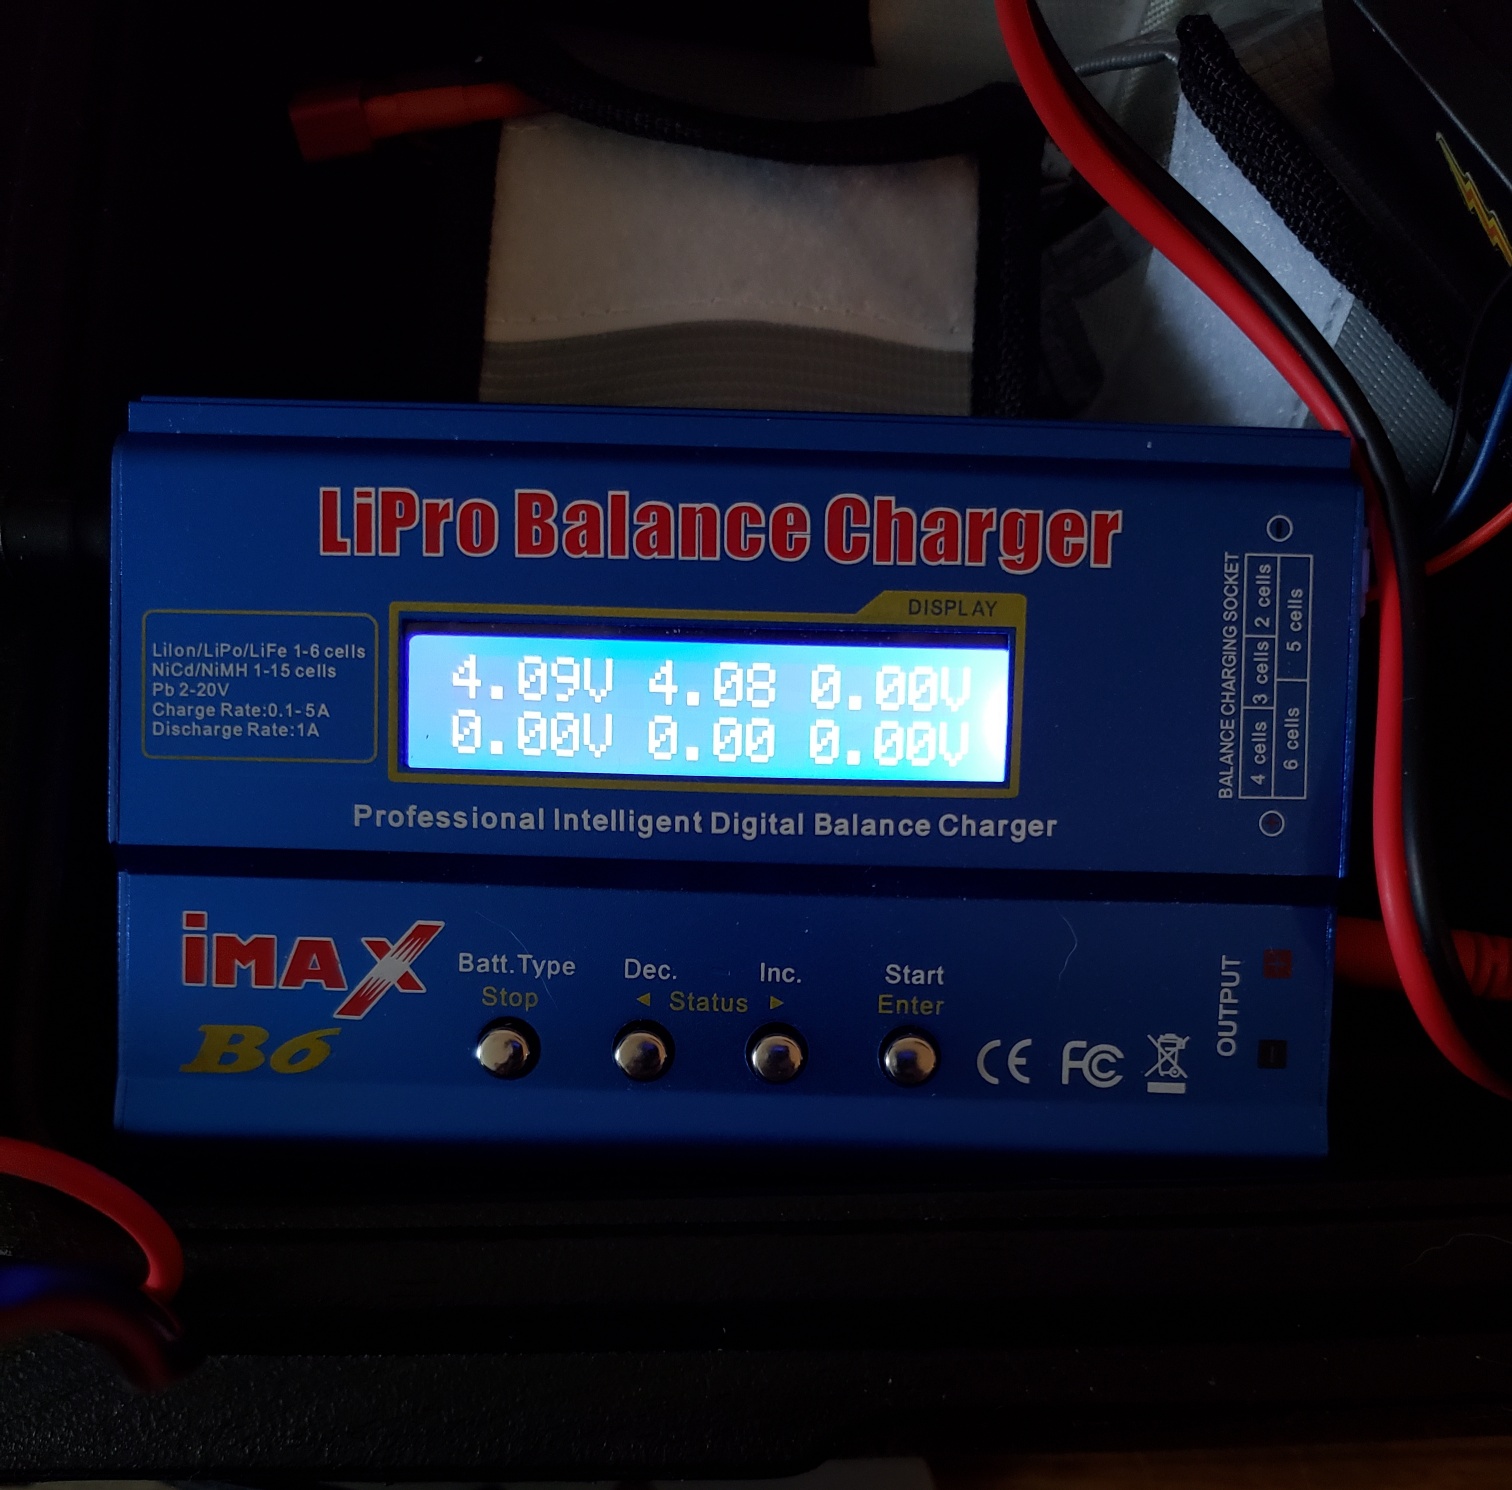 LiPro Balance Charger
DISPLAY
LiIon/LiPo/LiFe 1-6 cells
NiCd/NiMH 1-15 cells
Pb 2-20V
Charge Rate:0.1-5A
Discharge Rate:1A
4.09V 4.08 0.00V
0.00V 0.00 0.00V
BALANCE CHARGING SOCKET
4 cells 3 cells 2 cells
6 cells 5 cells
Professional Intelligent Digital Balance Charger
iMAX
B6
Batt.Type
Stop
Dec.
Inc.
◄ Status ►
Start
Enter
CE FC
OUTPUT
+
-